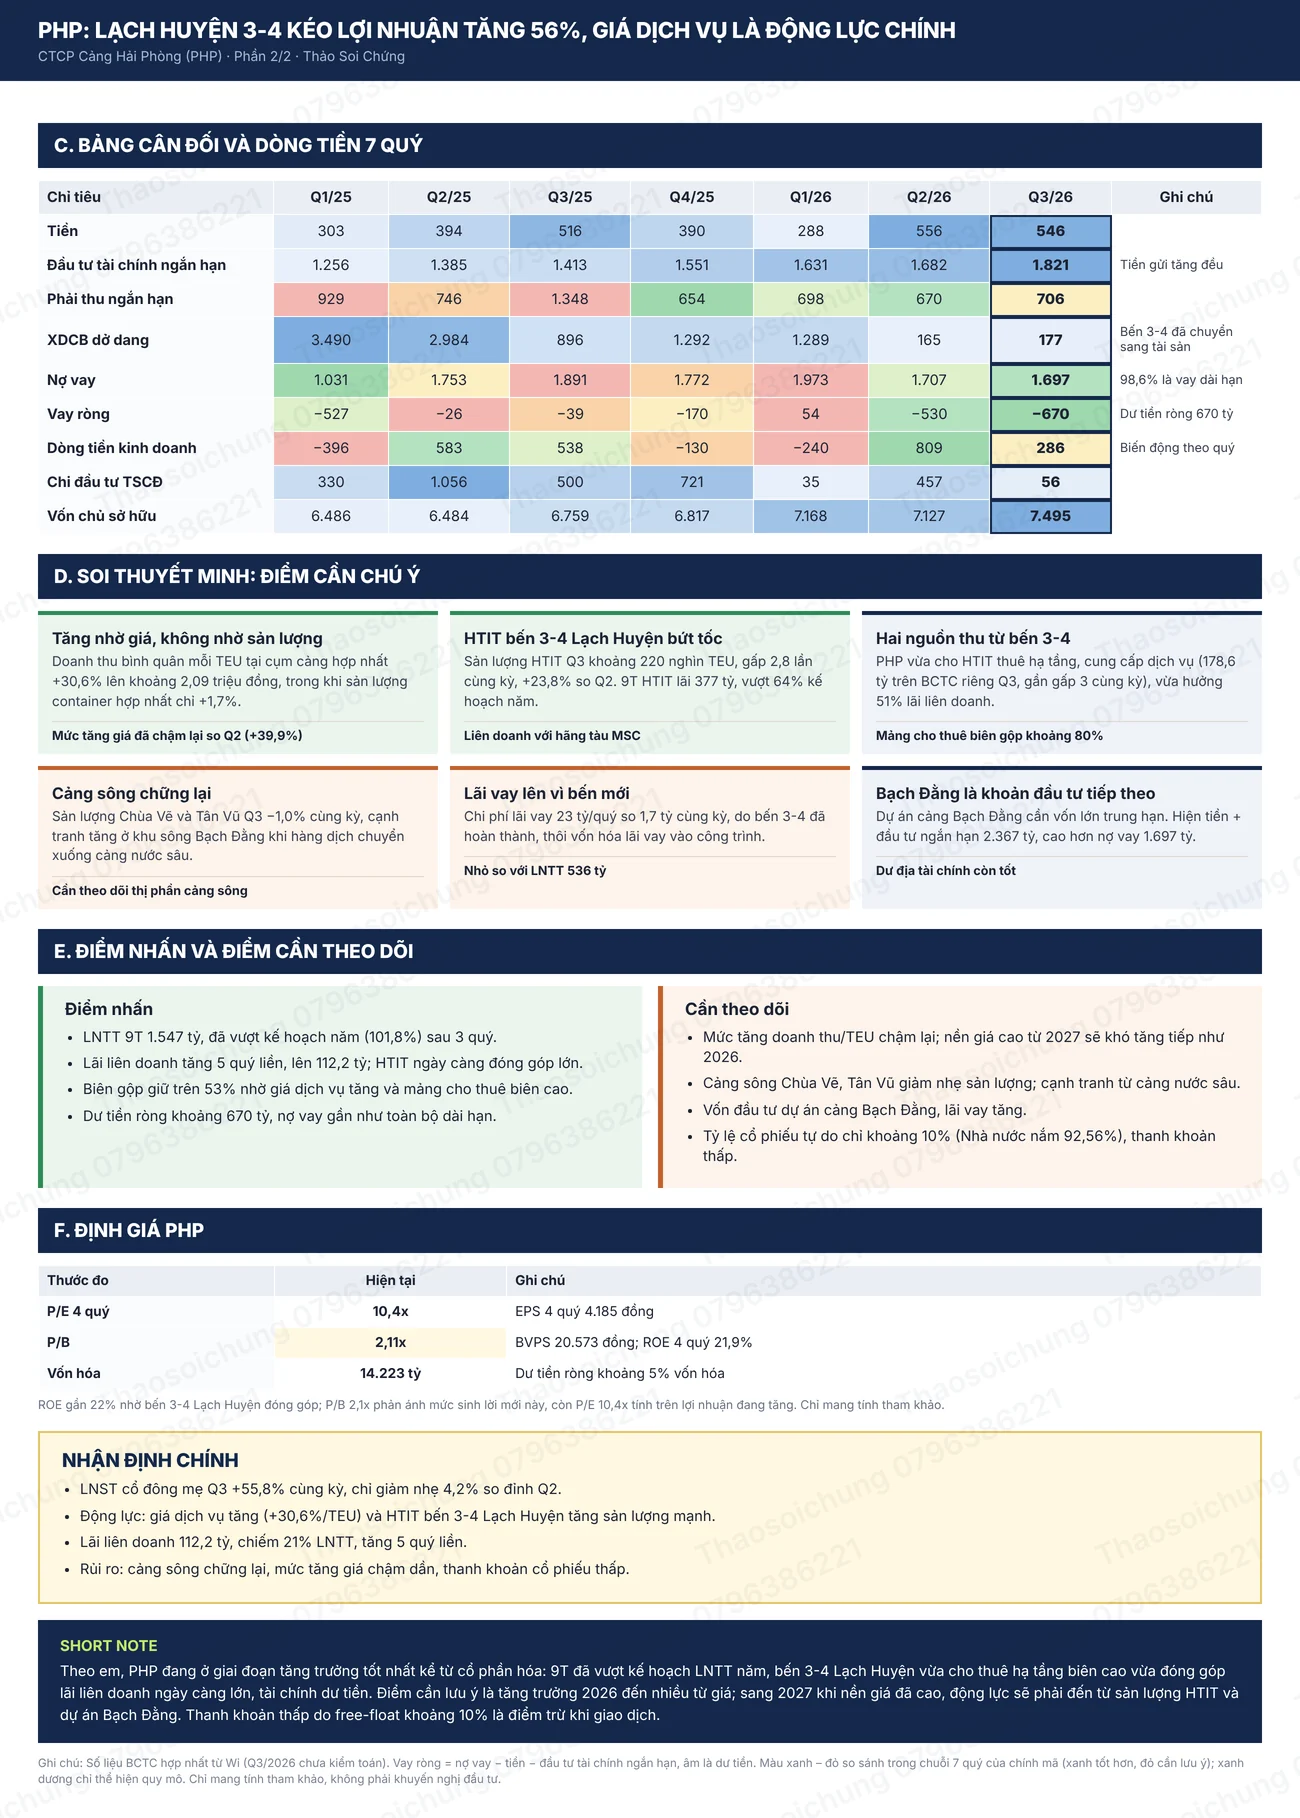 PHP: LẠCH HUYỆN 3-4 KÉO LỢI NHUẬN TĂNG 56%, GIÁ DỊCH VỤ LÀ ĐỘNG LỰC CHÍNH
CTCP Cảng Hải Phòng (PHP) · Phần 2/2 · Thảo Soi Chứng
C. BẢNG CÂN ĐỐI VÀ DÒNG TIỀN 7 QUÝ
Chỉ tiêu Q1/25 Q2/25 Q3/25 Q4/25 Q1/26 Q2/26 Q3/26 Ghi chú
Tiền 303 394 516 390 288 556 546
Đầu tư tài chính ngắn hạn 1.256 1.385 1.413 1.551 1.631 1.682 1.821 Tiền gửi tăng đều
Phải thu ngắn hạn 929 746 1.348 654 698 670 706
XDCB dở dang 3.490 2.984 896 1.292 1.289 165 177 Bến 3-4 đã chuyển
sang tài sản
Nợ vay 1.031 1.753 1.891 1.772 1.973 1.707 1.697 98,6% là vay dài hạn
Vay ròng −527 −26 −39 −170 54 −530 −670 Dư tiền ròng 670 tỷ
Dòng tiền kinh doanh −396 583 538 −130 −240 809 286 Biến động theo quý
Chi đầu tư TSCĐ 330 1.056 500 721 35 457 56
Vốn chủ sở hữu 6.486 6.484 6.759 6.817 7.168 7.127 7.495
D. SOI THUYẾT MINH: ĐIỂM CẦN CHÚ Ý
Tăng nhờ giá, không nhờ sản lượng
Doanh thu bình quân mỗi TEU tại cụm cảng hợp nhất
+30,6% lên khoảng 2,09 triệu đồng, trong khi sản lượng
container hợp nhất chỉ +1,7%.
Mức tăng giá đã chậm lại so Q2 (+39,9%)
HTIT bến 3-4 Lạch Huyện bứt tốc
Sản lượng HTIT Q3 khoảng 220 nghìn TEU, gấp 2,8 lần
cùng kỳ, +23,8% so Q2. 9T HTIT lãi 377 tỷ, vượt 64% kế
hoạch năm.
Liên doanh với hãng tàu MSC
Hai nguồn thu từ bến 3-4
PHP vừa cho HTIT thuê hạ tầng, cung cấp dịch vụ (178,6
tỷ trên BCTC riêng Q3, gần gấp 3 cùng kỳ), vừa hưởng
51% lãi liên doanh.
Mảng cho thuê biên gộp khoảng 80%
Cảng sông chững lại
Sản lượng Chùa Vẽ và Tân Vũ Q3 −1,0% cùng kỳ, cạnh
tranh tăng ở khu sông Bạch Đằng khi hàng dịch chuyển
xuống cảng nước sâu.
Cần theo dõi thị phần cảng sông
Lãi vay lên vì bến mới
Chi phí lãi vay 23 tỷ/quý so 1,7 tỷ cùng kỳ, do bến 3-4 đã
hoàn thành, thôi vốn hóa lãi vay vào công trình.
Nhỏ so với LNTT 536 tỷ
Bạch Đằng là khoản đầu tư tiếp theo
Dự án cảng Bạch Đằng cần vốn lớn trung hạn. Hiện tiền +
đầu tư ngắn hạn 2.367 tỷ, cao hơn nợ vay 1.697 tỷ.
Dư địa tài chính còn tốt
E. ĐIỂM NHẤN VÀ ĐIỂM CẦN THEO DÕI
Điểm nhấn
• LNTT 9T 1.547 tỷ, đã vượt kế hoạch năm (101,8%) sau 3 quý.
• Lãi liên doanh tăng 5 quý liền, lên 112,2 tỷ; HTIT ngày càng đóng góp lớn.
• Biên gộp giữ trên 53% nhờ giá dịch vụ tăng và mảng cho thuê biên cao.
• Dư tiền ròng khoảng 670 tỷ, nợ vay gần như toàn bộ dài hạn.
Cần theo dõi
• Mức tăng doanh thu/TEU chậm lại; nền giá cao từ 2027 sẽ khó tăng tiếp như
2026.
• Cảng sông Chùa Vẽ, Tân Vũ giảm nhẹ sản lượng; cạnh tranh từ cảng nước sâu.
• Vốn đầu tư dự án cảng Bạch Đằng, lãi vay tăng.
• Tỷ lệ cổ phiếu tự do chỉ khoảng 10% (Nhà nước nắm 92,56%), thanh khoản
thấp.
F. ĐỊNH GIÁ PHP
Thước đo Hiện tại Ghi chú
P/E 4 quý 10,4x EPS 4 quý 4.185 đồng
P/B 2,11x BVPS 20.573 đồng; ROE 4 quý 21,9%
Vốn hóa 14.223 tỷ Dư tiền ròng khoảng 5% vốn hóa
ROE gần 22% nhờ bến 3-4 Lạch Huyện đóng góp; P/B 2,1x phản ánh mức sinh lời mới này, còn P/E 10,4x tính trên lợi nhuận đang tăng. Chỉ mang tính tham khảo.
NHẬN ĐỊNH CHÍNH
• LNST cổ đông mẹ Q3 +55,8% cùng kỳ, chỉ giảm nhẹ 4,2% so đỉnh Q2.
• Động lực: giá dịch vụ tăng (+30,6%/TEU) và HTIT bến 3-4 Lạch Huyện tăng sản lượng mạnh.
• Lãi liên doanh 112,2 tỷ, chiếm 21% LNTT, tăng 5 quý liền.
• Rủi ro: cảng sông chững lại, mức tăng giá chậm dần, thanh khoản cổ phiếu thấp.
SHORT NOTE
Theo em, PHP đang ở giai đoạn tăng trưởng tốt nhất kể từ cổ phần hóa: 9T đã vượt kế hoạch LNTT năm, bến 3-4 Lạch Huyện vừa cho thuê hạ tầng biên cao vừa đóng góp
lãi liên doanh ngày càng lớn, tài chính dư tiền. Điểm cần lưu ý là tăng trưởng 2026 đến nhiều từ giá; sang 2027 khi nền giá đã cao, động lực sẽ phải đến từ sản lượng HTIT và
dự án Bạch Đằng. Thanh khoản thấp do free-float khoảng 10% là điểm trừ khi giao dịch.
Ghi chú: Số liệu BCTC hợp nhất từ Wi (Q3/2026 chưa kiểm toán). Vay ròng = nợ vay − tiền − đầu tư tài chính ngắn hạn, âm là dư tiền. Màu xanh – đỏ so sánh trong chuỗi 7 quý của chính mã (xanh tốt hơn, đỏ cần lưu ý); xanh
dương chỉ thể hiện quy mô. Chỉ mang tính tham khảo, không phải khuyến nghị đầu tư.
Thaosoichung 0796386221